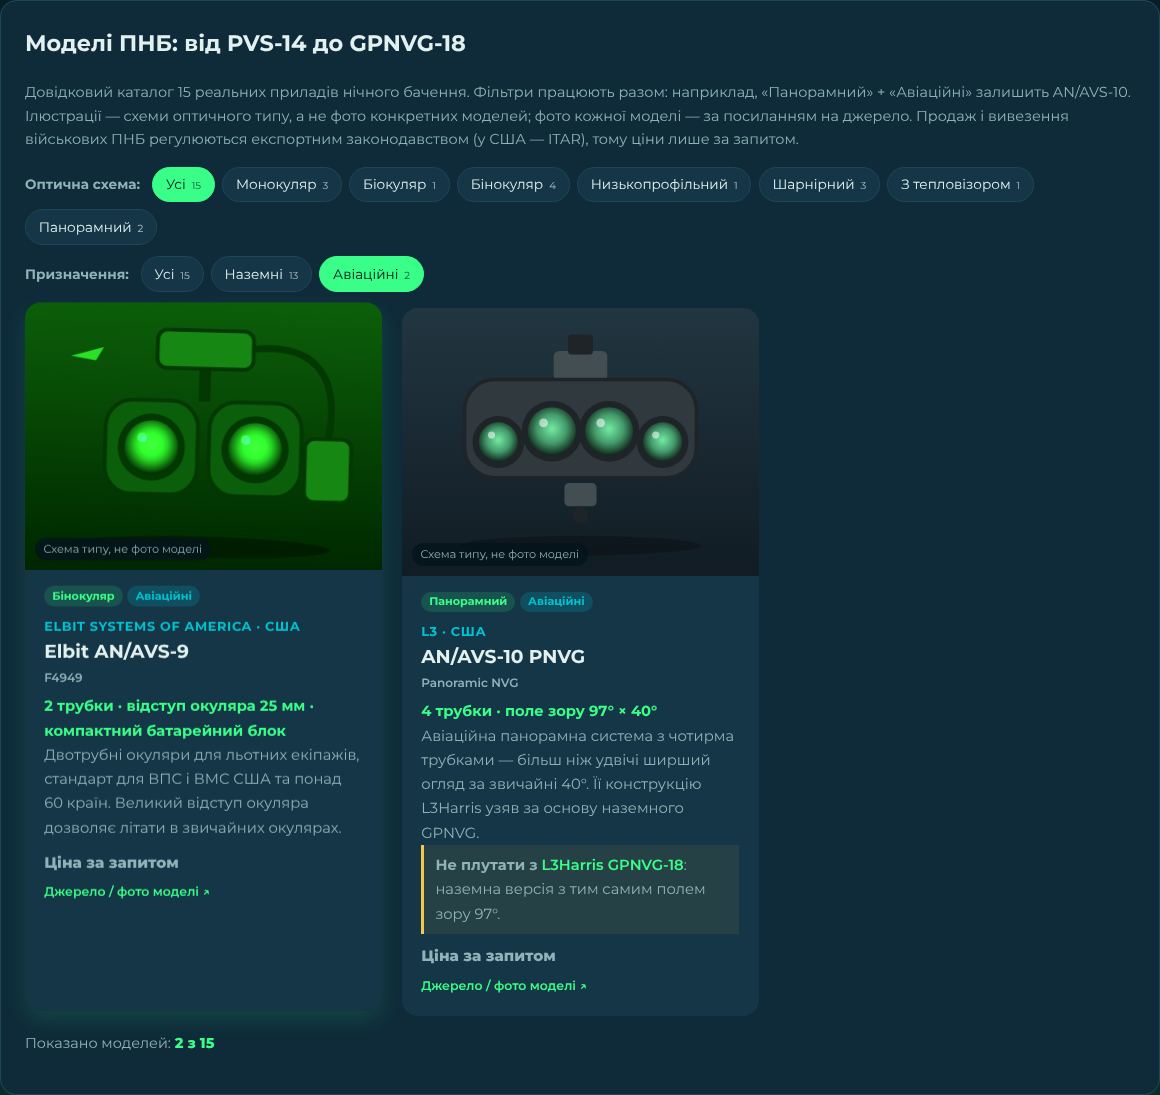 Моделі ПНБ: від PVS-14 до GPNVG-18
Довідковий каталог 15 реальних приладів нічного бачення. Фільтри працюють разом: наприклад, «Панорамний» + «Авіаційні» залишить AN/AVS-10.
Ілюстрації — схеми оптичного типу, а не фото конкретних моделей; фото кожної моделі — за посиланням на джерело. Продаж і вивезення
військових ПНБ регулюються експортним законодавством (у США — ITAR), тому ціни лише за запитом.
Оптична схема: Усі 15 Монокуляр 3 Біокуляр 1 Бінокуляр 4 Низькопрофільний 1 Шарнірний 3 З тепловізором 1
Панорамний 2
Призначення: Усі 15 Наземні 13 Авіаційні 2
Схема типу, не фото моделі
Бінокуляр Авіаційні
ELBIT SYSTEMS OF AMERICA · США
Elbit AN/AVS-9
F4949
2 трубки · відступ окуляра 25 мм ·
компактний батарейний блок
Двотрубні окуляри для льотних екіпажів,
стандарт для ВПС і ВМС США та понад
60 країн. Великий відступ окуляра
дозволяє літати в звичайних окулярах.
Ціна за запитом
Джерело / фото моделі ↗
Схема типу, не фото моделі
Панорамний Авіаційні
L3 · США
AN/AVS-10 PNVG
Panoramic NVG
4 трубки · поле зору 97° × 40°
Авіаційна панорамна система з чотирма
трубками — більш ніж удвічі ширший
огляд за звичайні 40°. Її конструкцію
L3Harris узяв за основу наземного
GPNVG.
Не плутати з L3Harris GPNVG-18:
наземна версія з тим самим полем
зору 97°.
Ціна за запитом
Джерело / фото моделі ↗
Показано моделей: 2 з 15